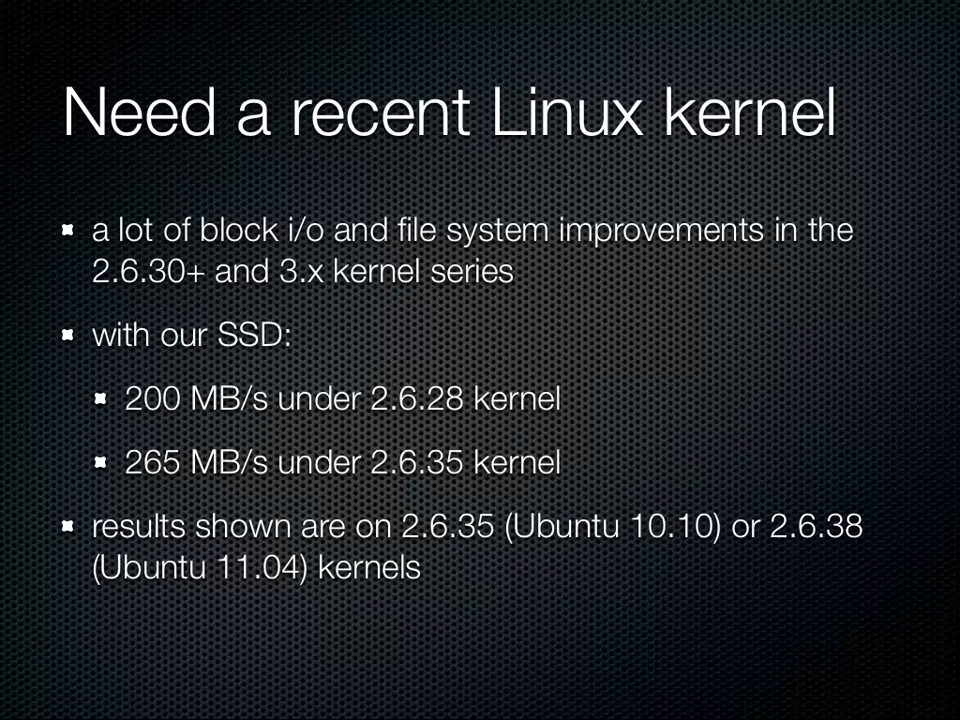 Need a recent Linux kernel
a lot of block i/o and file system improvements in the
2.6.30+ and 3.x kernel series
with our SSD:
200 MB/s under 2.6.28 kernel
265 MB/s under 2.6.35 kernel
results shown are on 2.6.35 (Ubuntu 10.10) or 2.6.38
(Ubuntu 11.04) kernels